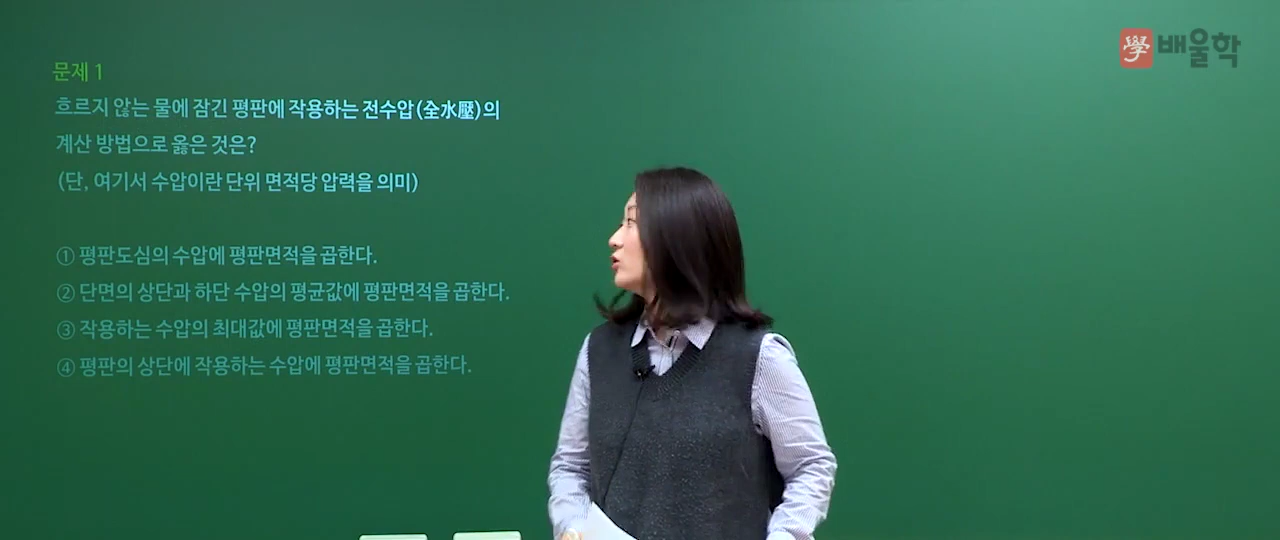 學 배울학
문제 1
흐르지 않는 물에 잠긴 평판에 작용하는 전수압(全水壓)의
계산 방법으로 옳은 것은?
(단, 여기서 수압이란 단위 면적당 압력을 의미)
① 평판도심의 수압에 평판면적을 곱한다.
② 단면의 상단과 하단 수압의 평균값에 평판면적을 곱한다.
③ 작용하는 수압의 최대값에 평판면적을 곱한다.
④ 평판의 상단에 작용하는 수압에 평판면적을 곱한다.